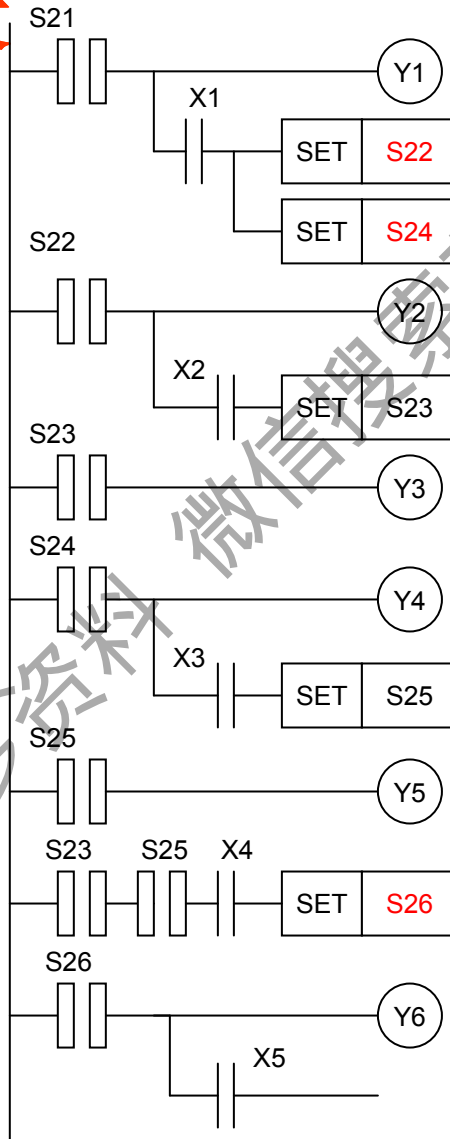 S21
Y1
X1
SET S22
SET S24
S22
Y2
X2
SET S23
S23
Y3
S24
Y4
X3
SET S25
S25
Y5
S23 S25 X4
SET S26
S26
Y6
X5
资料 微信搜索